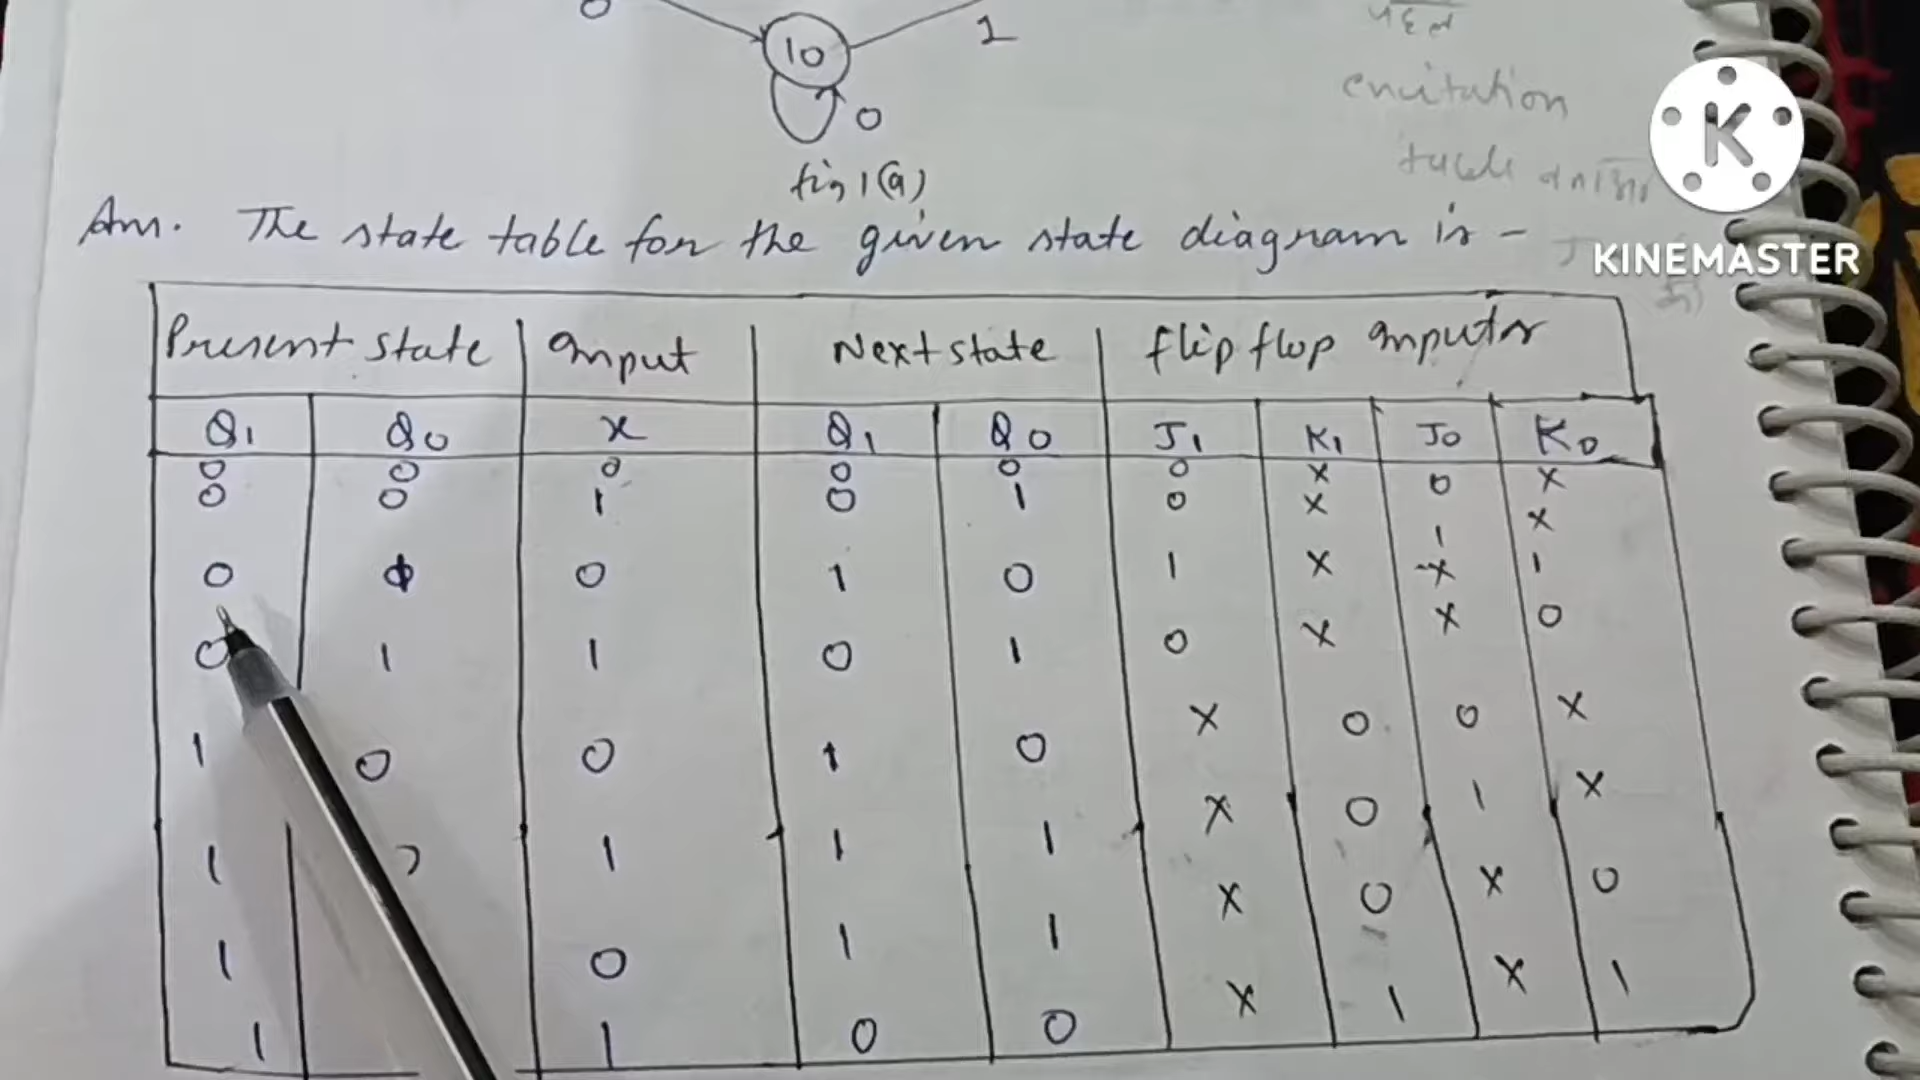 0
10
1
0
excitation
table
fig 1(a)
K
KINEMASTER
Ans. The state table for the given state diagram is -
Present state Input Next state flip flop Inputs
Q1 Q0 x Q1 Q0 J1 K1 J0 K0
0 0 0 0 0 0 x 0 x
0 0 1 0 1 0 x 1 x
0 1 0 1 0 1 x x 1
0 1 1 0 1 0 x x 0
1 0 0 1 0 x 0 0 x
1 1 1 1 x 0 1 x
1 0 1 1 x 0 x 0
1 1 0 0 x 1 x 1